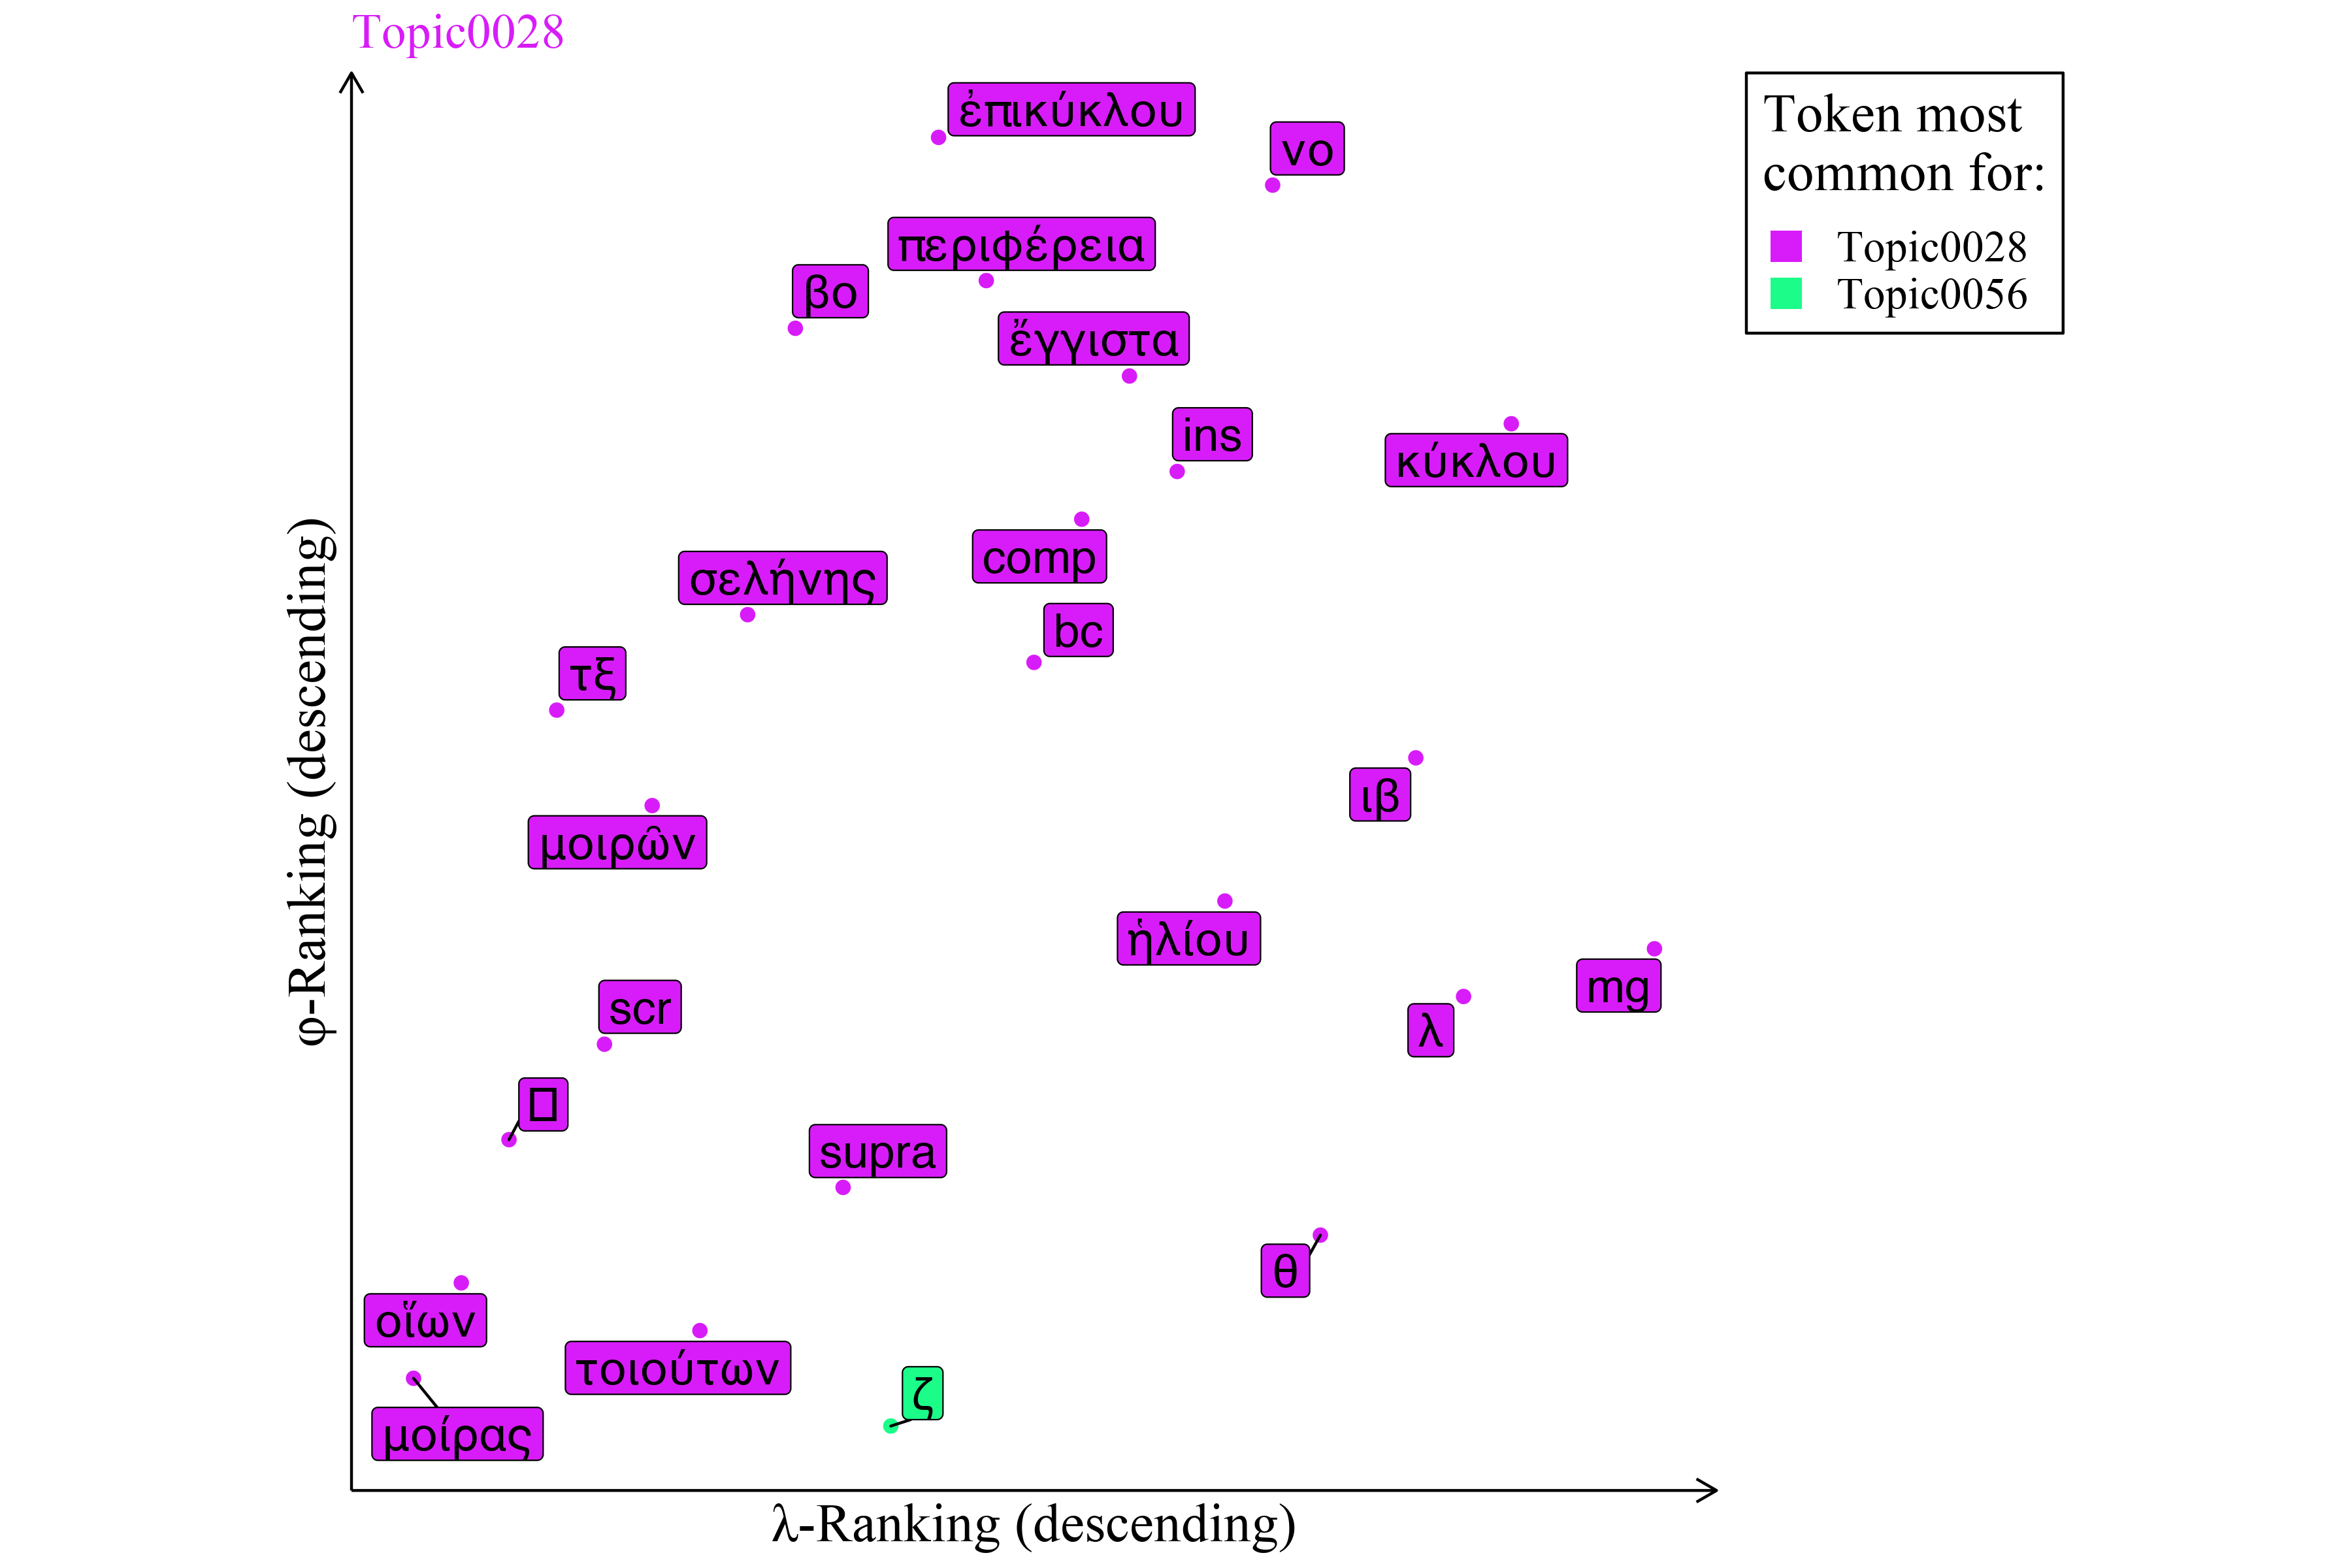 Topic0028
ἐπικύκλου
νο
περιφέρεια
βο
ἔγγιστα
ins
κύκλου
comp
σελήνης
bc
τξ
ιβ
μοιρῶν
ἡλίου
mg
scr
λ
supra
θ
οἵων
τοιούτων
ζ
μοίρας
φ-Ranking (descending)
λ-Ranking (descending)
Token most
common for:
Topic0028
Topic0056